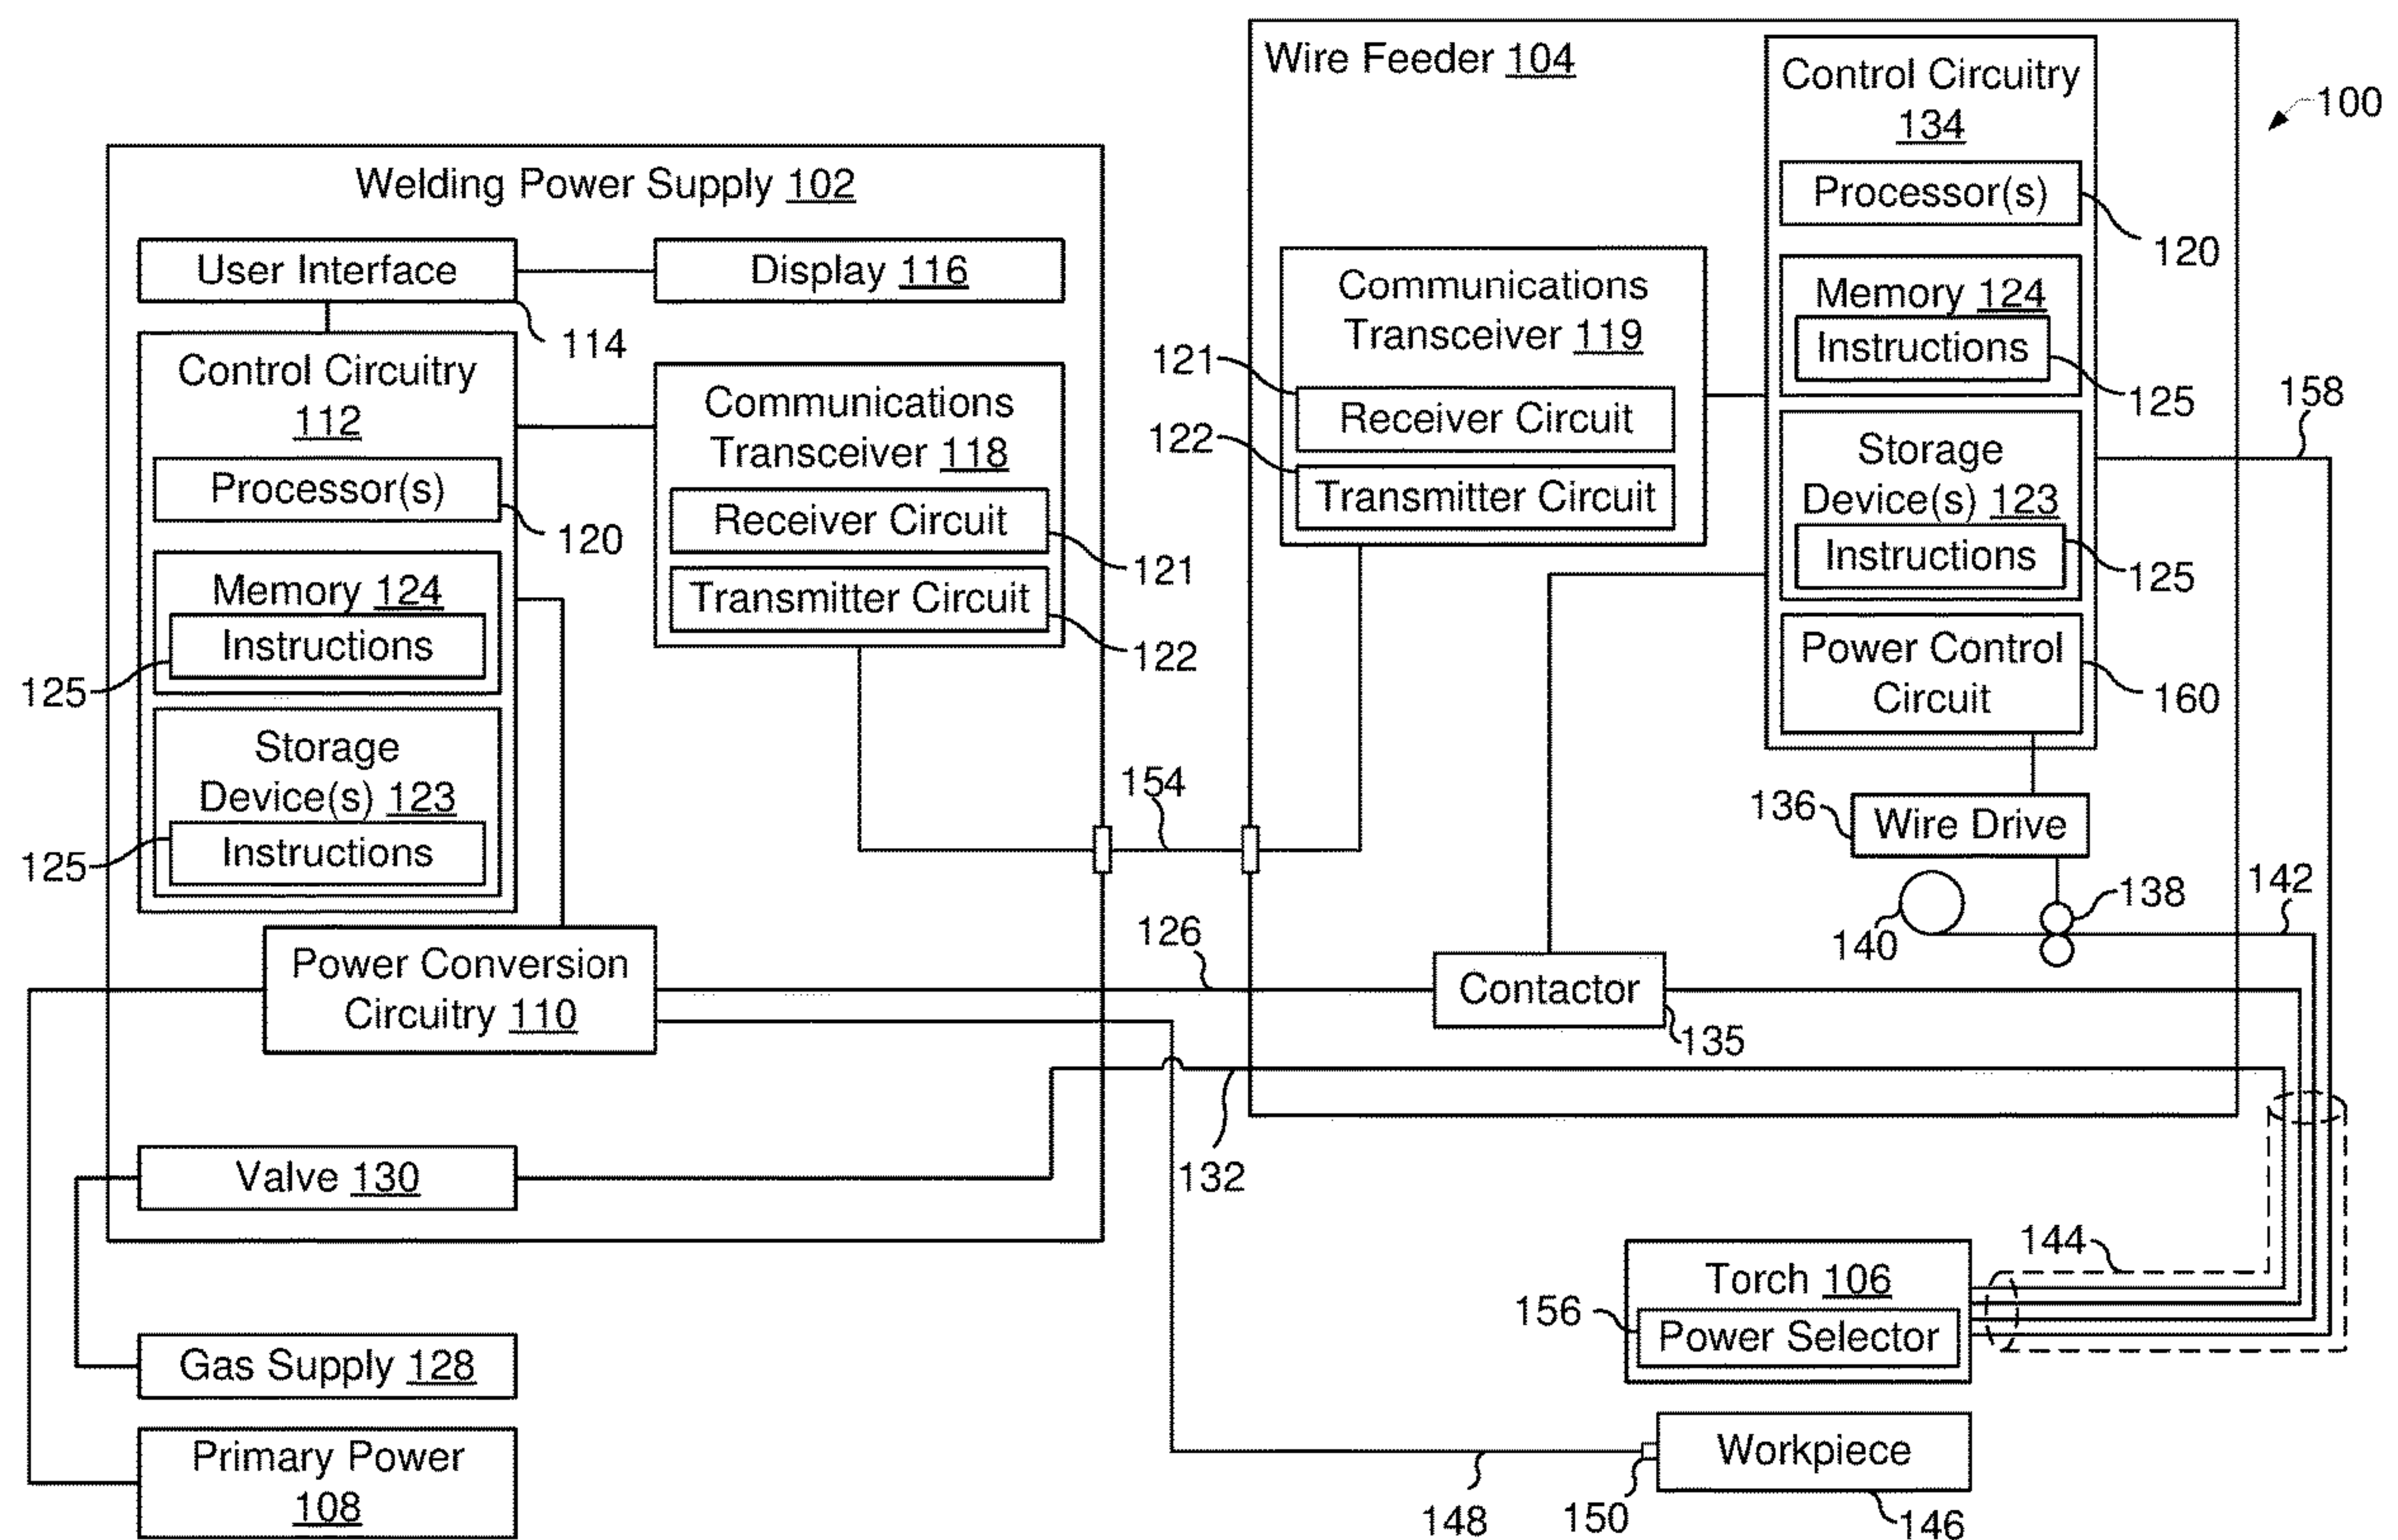 100
Welding Power Supply 102
User Interface
114
Display 116
Control Circuitry
112
Processor(s)
120
Memory 124
Instructions
125
Storage
Device(s) 123
Instructions
125
Communications
Transceiver 118
Receiver Circuit
121
Transmitter Circuit
122
Power Conversion
Circuitry 110
Valve 130
Gas Supply 128
Primary Power
108
154
126
132
Wire Feeder 104
Communications
Transceiver 119
121
Receiver Circuit
122
Transmitter Circuit
Control Circuitry
134
Processor(s)
120
Memory 124
Instructions
125
Storage
Device(s) 123
Instructions
125
Power Control
Circuit
160
158
136
Wire Drive
138
140
142
Contactor
135
144
Torch 106
156
Power Selector
Workpiece
146
148
150